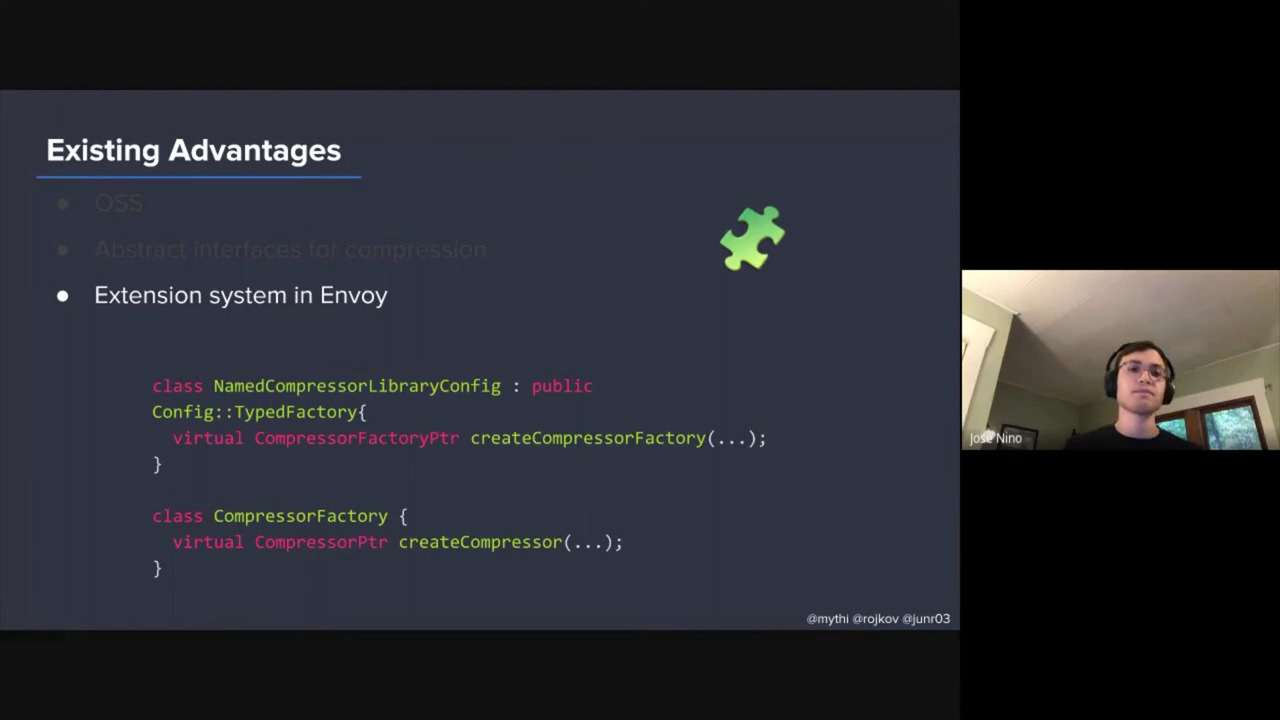 Existing Advantages
● OSS
● Abstract interfaces for compression
● Extension system in Envoy
class NamedCompressorLibraryConfig : public
Config::TypedFactory{
virtual CompressorFactoryPtr createCompressorFactory(...);
}
class CompressorFactory {
virtual CompressorPtr createCompressor(...);
}
@mythi @rojkov @junr03
Jose Nino